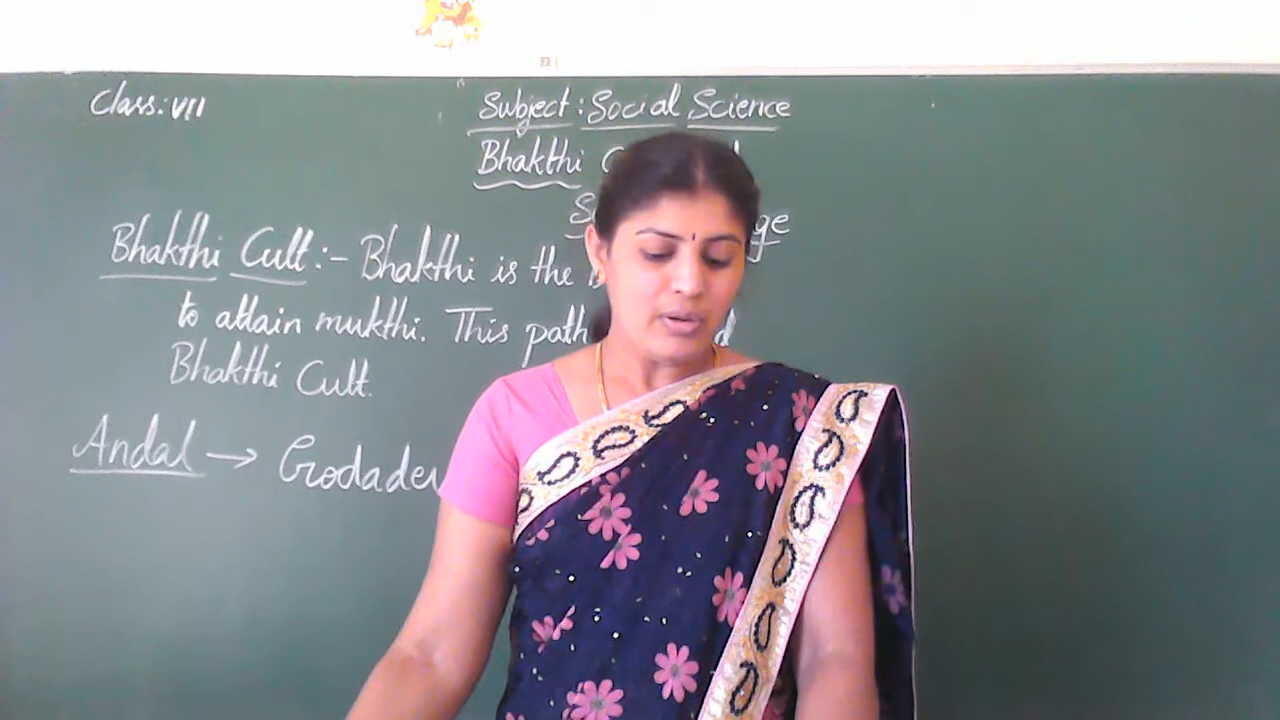 Class: VII
Subject: Social Science
Bhakthi
Bhakthi Cult:- Bhakthi is the
to attain mukthi. This path
Bhakthi Cult.
Andal → Godadev